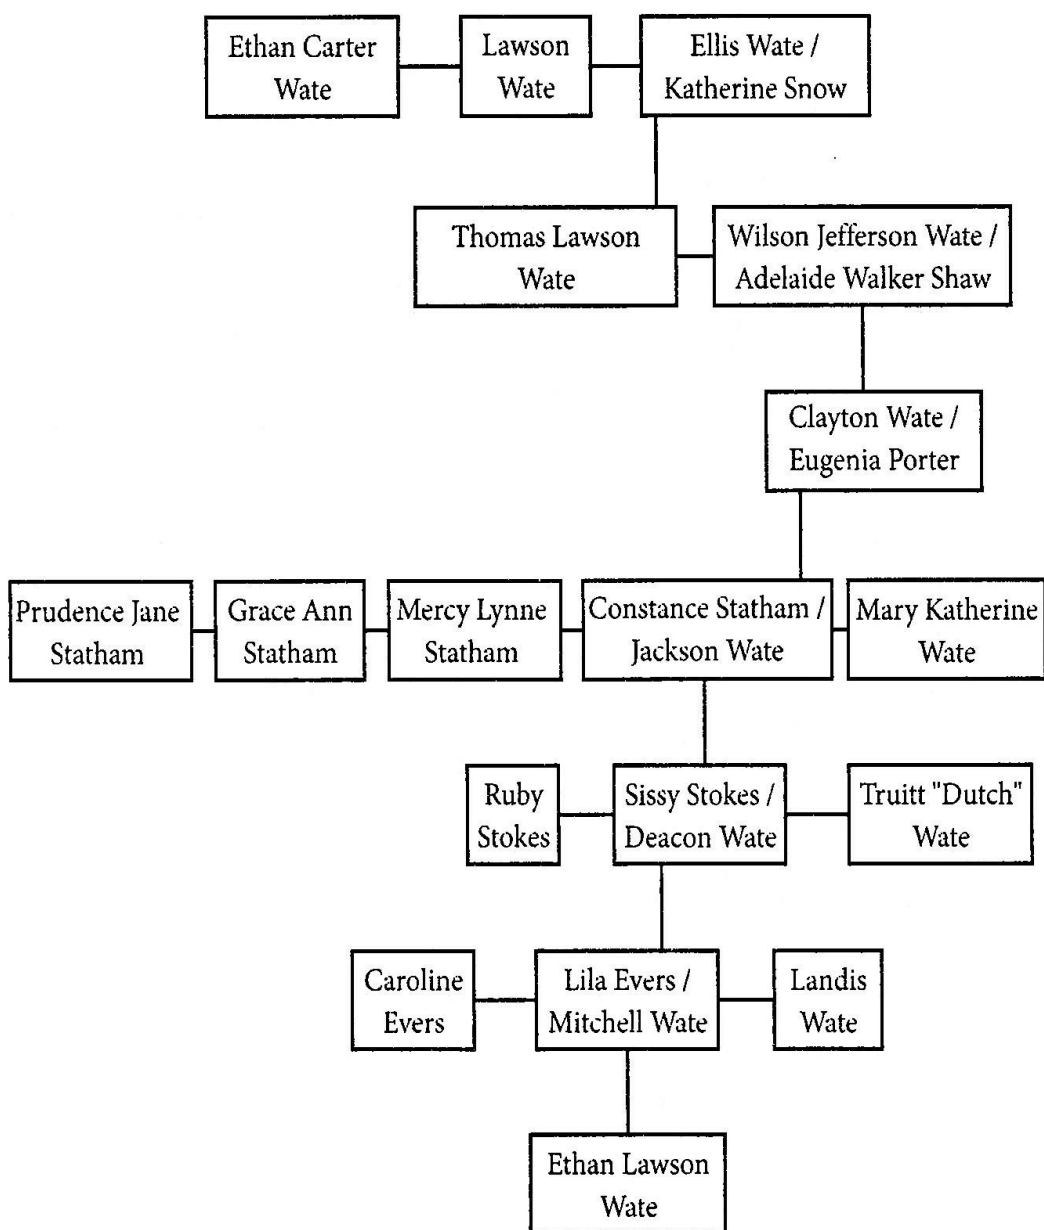 Ethan Carter
Wate
Lawson
Wate
Ellis Wate /
Katherine Snow
Thomas Lawson
Wate
Wilson Jefferson Wate /
Adelaide Walker Shaw
Clayton Wate /
Eugenia Porter
Prudence Jane
Statham
Grace Ann
Statham
Mercy Lynne
Statham
Constance Statham /
Jackson Wate
Mary Katherine
Wate
Ruby
Stokes
Sissy Stokes /
Deacon Wate
Truitt "Dutch"
Wate
Caroline
Evers
Lila Evers /
Mitchell Wate
Landis
Wate
Ethan Lawson
Wate